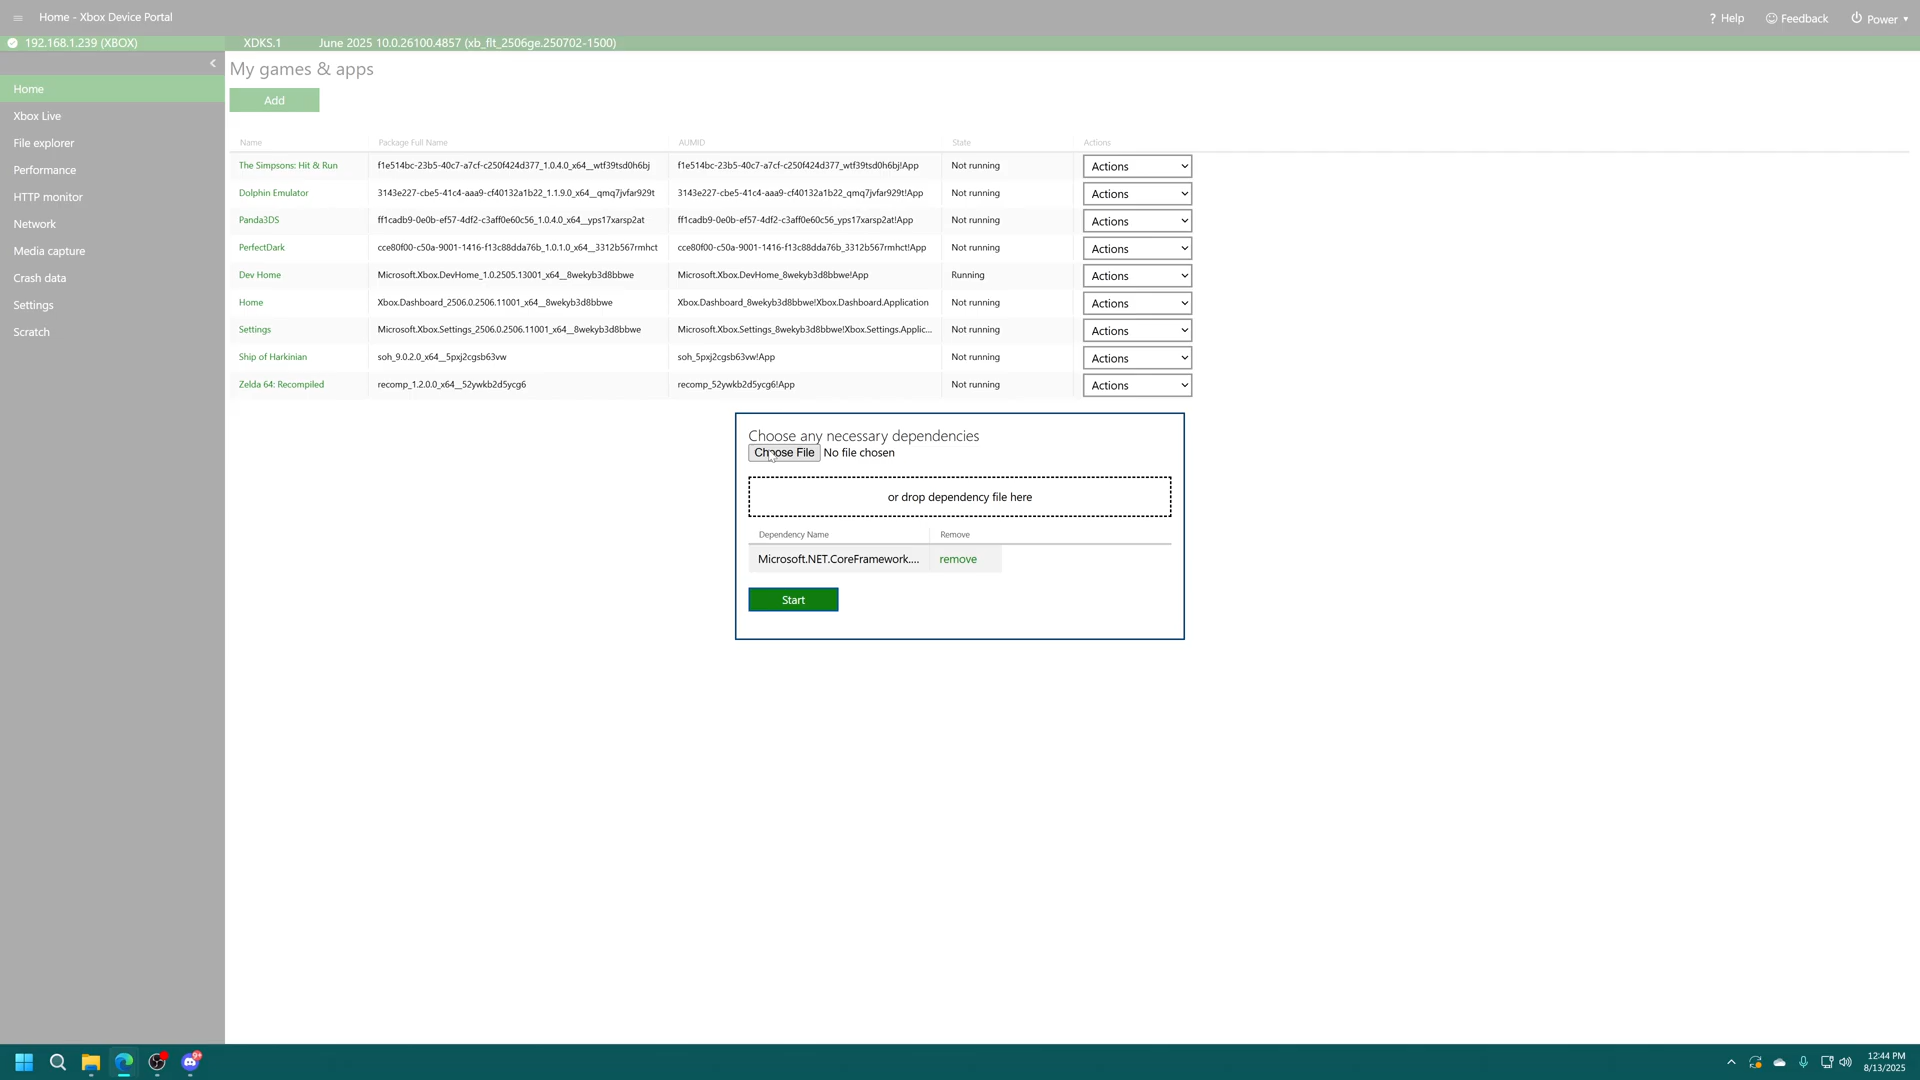 Home - Xbox Device Portal
? Help
Feedback
Power
192.168.1.239 (XBOX)
XDKS.1
June 2025 10.0.26100.4857 (xb_flt_2506ge.250702-1500)
Home
Xbox Live
File explorer
Performance
HTTP monitor
Network
Media capture
Crash data
Settings
Scratch
My games & apps
Add
Name Package Full Name AUMID State Actions
The Simpsons: Hit & Run f1e514bc-23b5-40c7-a7cf-c250f424d377_1.0.4.0_x64__wtf39tsd0h6bj f1e514bc-23b5-40c7-a7cf-c250f424d377_wtf39tsd0h6bj!App Not running Actions
Dolphin Emulator 3143e227-cbe5-41c4-aaa9-cf40132a1b22_1.1.9.0_x64__qmq7jvfar929t 3143e227-cbe5-41c4-aaa9-cf40132a1b22_qmq7jvfar929t!App Not running Actions
Panda3DS ff1cadb9-0e0b-ef57-4df2-c3aff0e60c56_1.0.4.0_x64__yps17xarsp2at ff1cadb9-0e0b-ef57-4df2-c3aff0e60c56_yps17xarsp2at!App Not running Actions
PerfectDark cce80f00-c50a-9001-1416-f13c88dda76b_1.0.1.0_x64__3312b567rmhct cce80f00-c50a-9001-1416-f13c88dda76b_3312b567rmhct!App Not running Actions
Dev Home Microsoft.Xbox.DevHome_1.0.2505.13001_x64__8wekyb3d8bbwe Microsoft.Xbox.DevHome_8wekyb3d8bbwe!App Running Actions
Home Xbox.Dashboard_2506.0.2506.11001_x64__8wekyb3d8bbwe Xbox.Dashboard_8wekyb3d8bbwe!Xbox.Dashboard.Application Not running Actions
Settings Microsoft.Xbox.Settings_2506.0.2506.11001_x64__8wekyb3d8bbwe Microsoft.Xbox.Settings_8wekyb3d8bbwe!Xbox.Settings.Applic... Not running Actions
Ship of Harkinian soh_9.0.2.0_x64__5pxj2cgsb63vw soh_5pxj2cgsb63vw!App Not running Actions
Zelda 64: Recompiled recomp_1.2.0.0_x64__52ywkb2d5ycg6 recomp_52ywkb2d5ycg6!App Not running Actions
Choose any necessary dependencies
Choose File No file chosen
or drop dependency file here
Dependency Name Remove
Microsoft.NET.CoreFramework.... remove
Start
9+
12:44 PM
8/13/2025